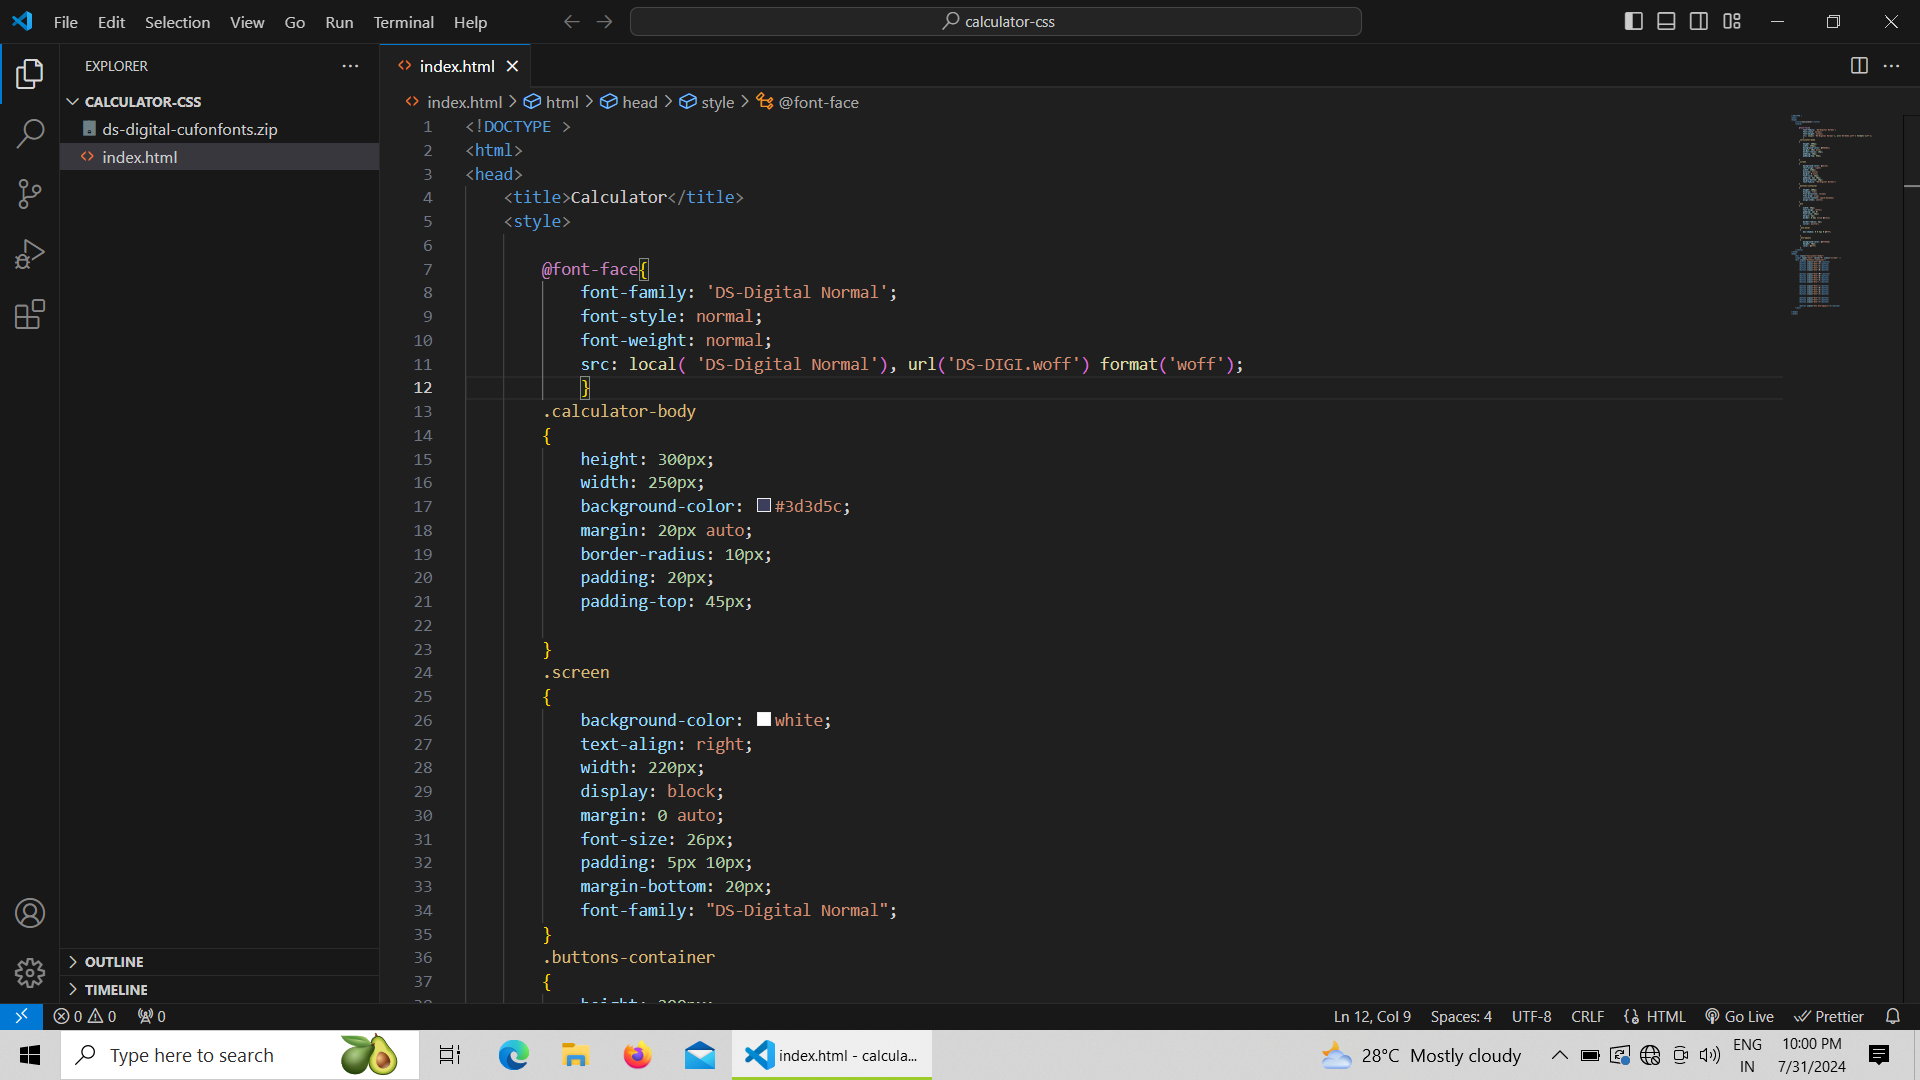 File Edit Selection View Go Run Terminal Help
calculator-css
EXPLORER
index.html
CALCULATOR-CSS
ds-digital-cufonfonts.zip
index.html
index.html > html > head > style > @font-face
1 <!DOCTYPE >
2 <html>
3 <head>
4 <title>Calculator</title>
5 <style>
6
7 @font-face{
8 font-family: 'DS-Digital Normal';
9 font-style: normal;
10 font-weight: normal;
11 src: local( 'DS-Digital Normal'), url('DS-DIGI.woff') format('woff');
12 }
13 .calculator-body
14 {
15 height: 300px;
16 width: 250px;
17 background-color: #3d3d5c;
18 margin: 20px auto;
19 border-radius: 10px;
20 padding: 20px;
21 padding-top: 45px;
22
23 }
24 .screen
25 {
26 background-color: white;
27 text-align: right;
28 width: 220px;
29 display: block;
30 margin: 0 auto;
31 font-size: 26px;
32 padding: 5px 10px;
33 margin-bottom: 20px;
34 font-family: "DS-Digital Normal";
35 }
36 .buttons-container
37 {
OUTLINE
TIMELINE
0 0 0
Ln 12, Col 9 Spaces: 4 UTF-8 CRLF HTML Go Live Prettier
Type here to search
index.html - calcula...
28°C Mostly cloudy
ENG
IN
10:00 PM
7/31/2024